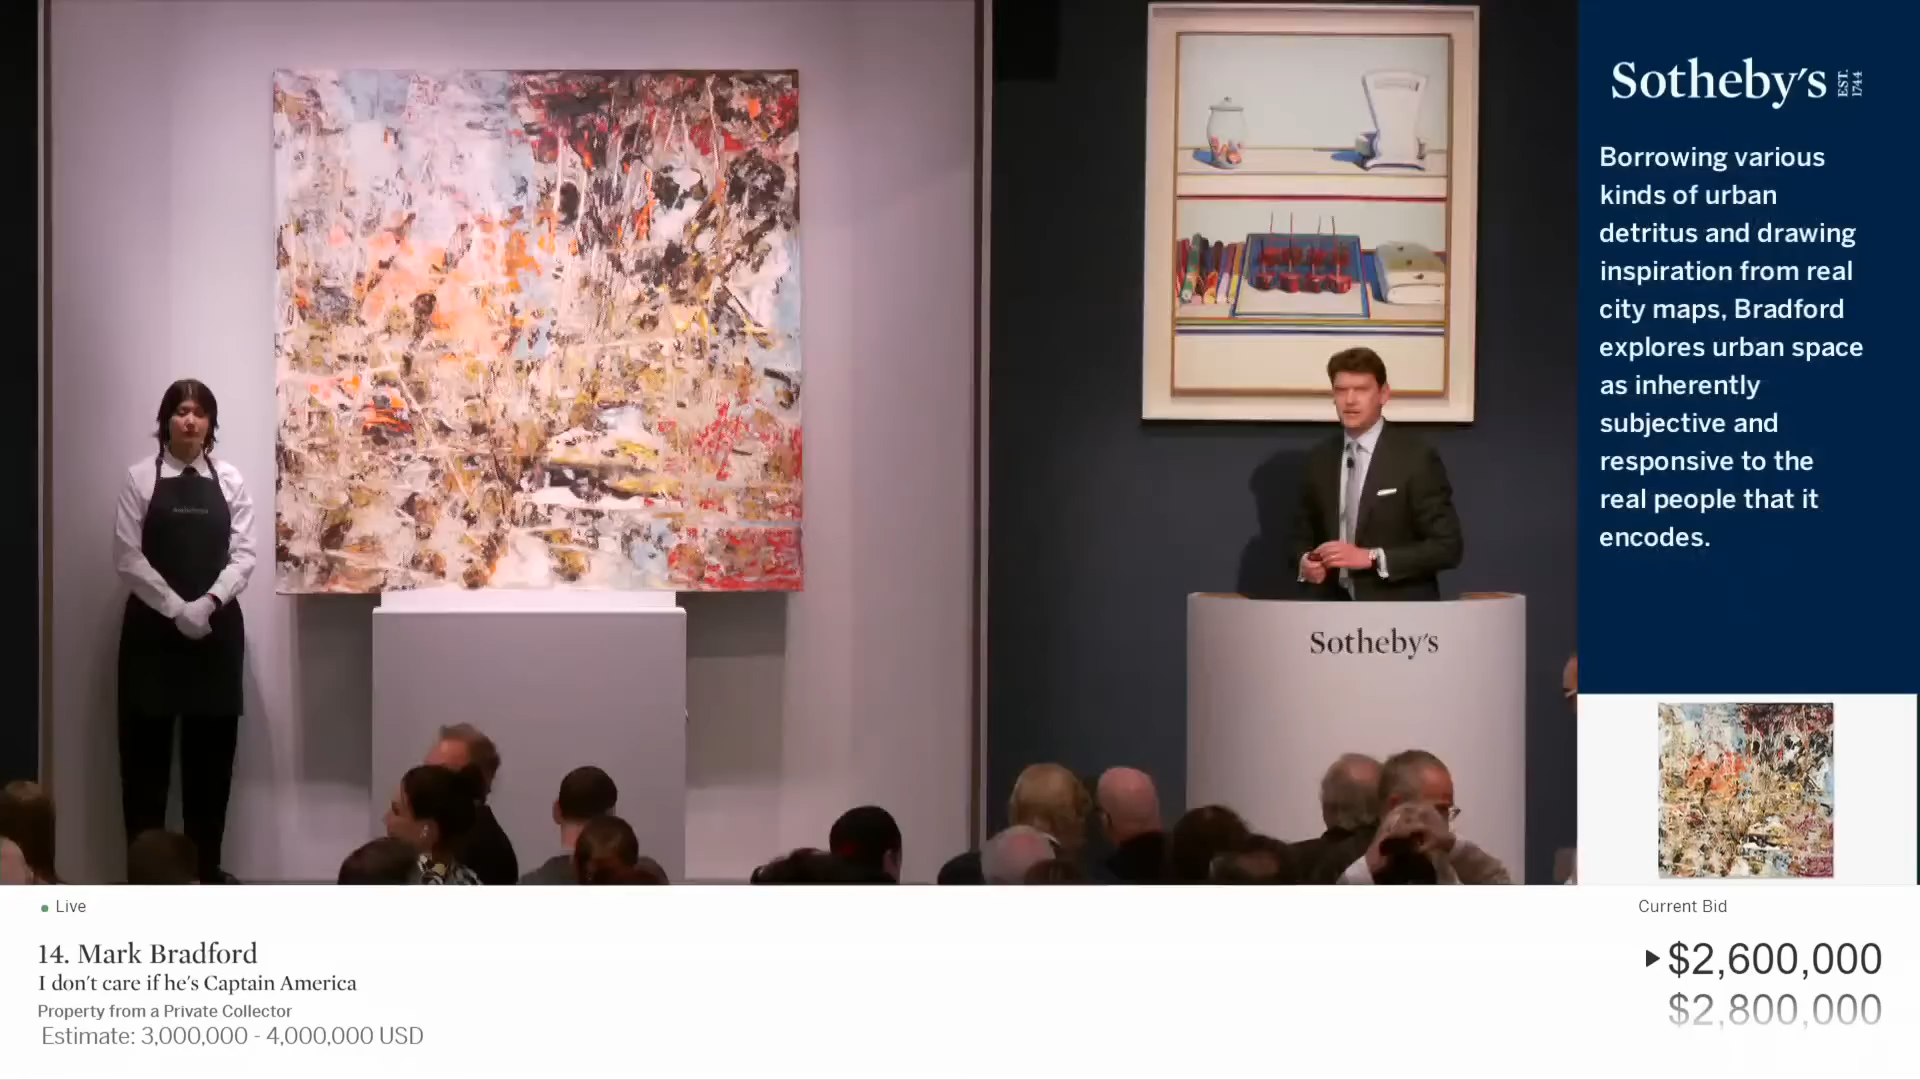 Sotheby's EST. 1744
Borrowing various
kinds of urban
detritus and drawing
inspiration from real
city maps, Bradford
explores urban space
as inherently
subjective and
responsive to the
real people that it
encodes.
Sotheby's
Sotheby's
Live
14. Mark Bradford
I don't care if he's Captain America
Property from a Private Collector
Estimate: 3,000,000 - 4,000,000 USD
Current Bid
$2,600,000
$2,800,000